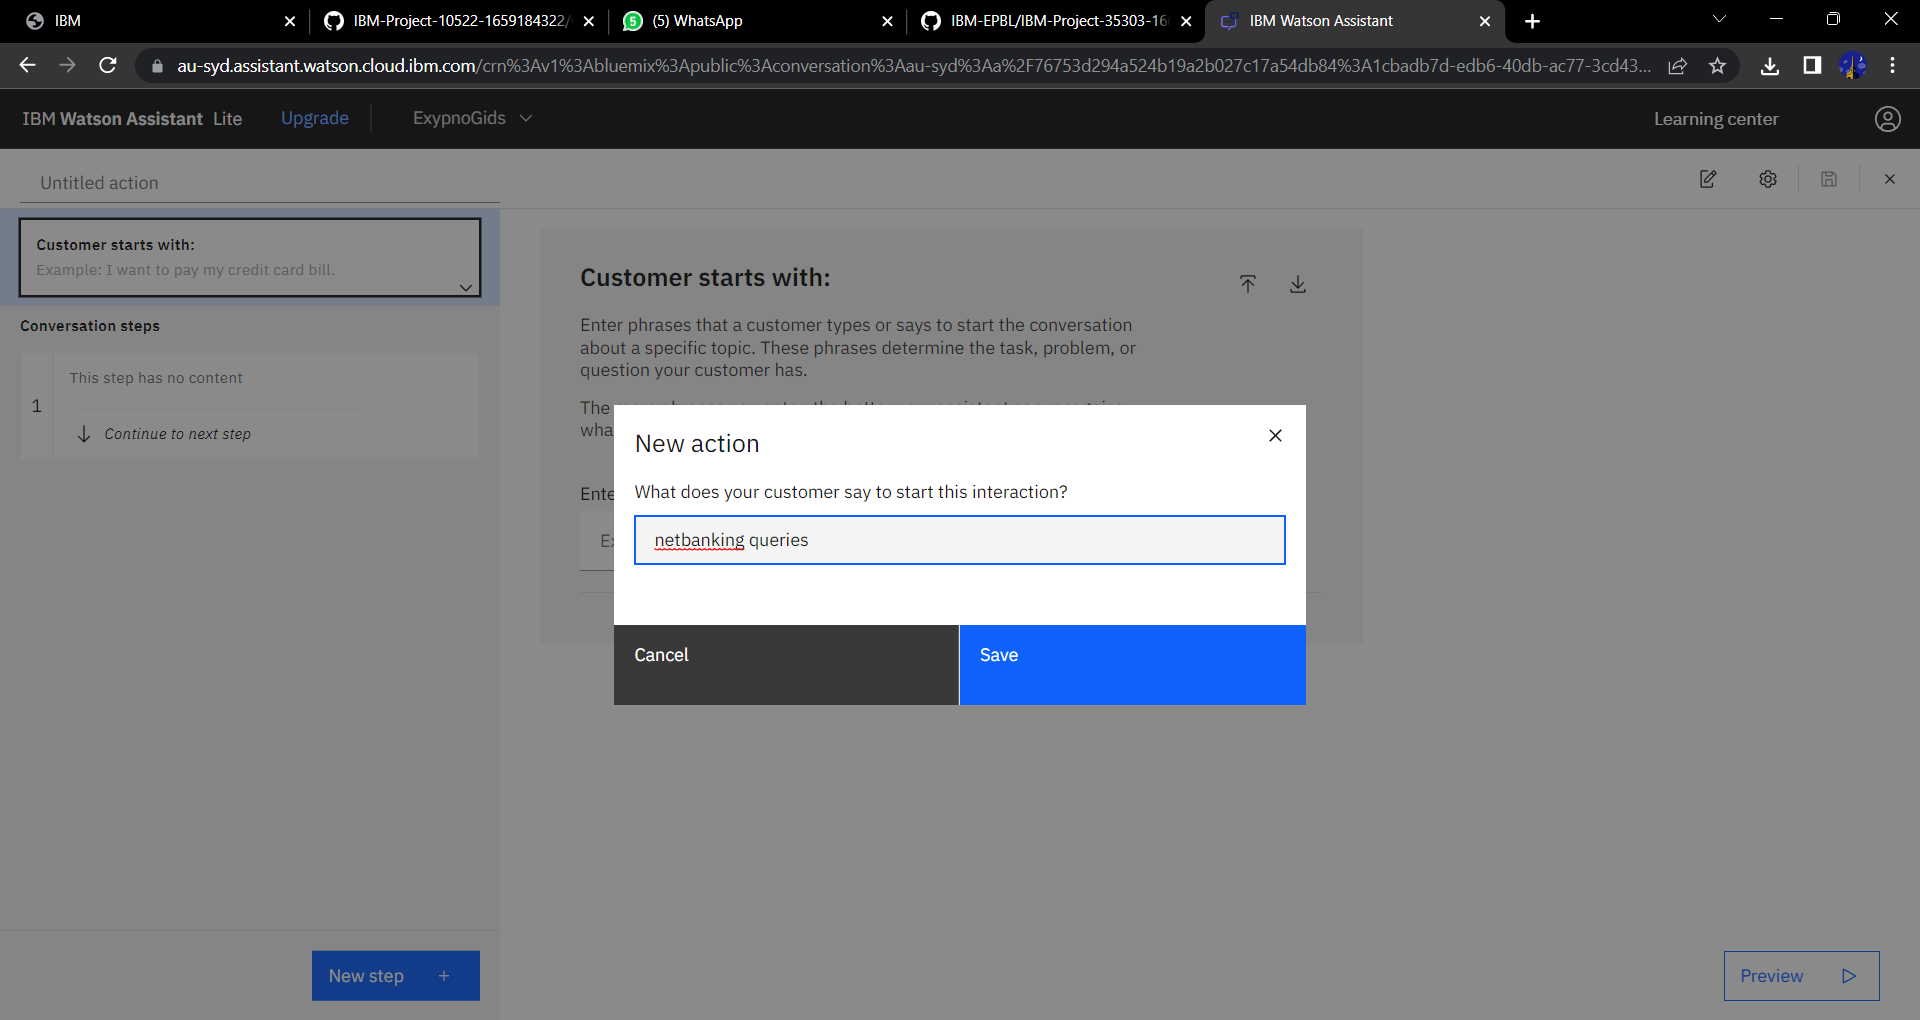 IBM
IBM-Project-10522-1659184322/
(5) WhatsApp
IBM-EPBL/IBM-Project-35303-16
IBM Watson Assistant
au-syd.assistant.watson.cloud.ibm.com/crn%3Av1%3Abluemix%3Apublic%3Aconversation%3Aau-syd%3Aa%2F76753d294a524b19a2b027c17a54db84%3A1cbadb7d-edb6-40db-ac77-3cd43...
IBM Watson Assistant Lite
Upgrade
ExypnoGids
Learning center
Untitled action
Customer starts with:
Example: I want to pay my credit card bill.
Conversation steps
1
This step has no content
Continue to next step
New step
Customer starts with:
Enter phrases that a customer types or says to start the conversation
about a specific topic. These phrases determine the task, problem, or
question your customer has.
The
wha
Ente
New action
What does your customer say to start this interaction?
netbanking queries
Cancel
Save
Preview